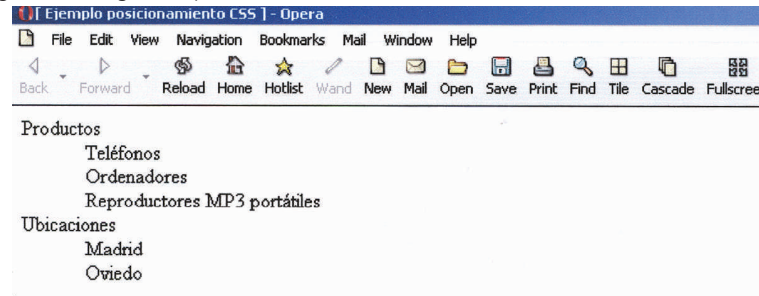 [ Ejemplo posicionamiento CSS ] - Opera
File Edit View Navigation Bookmarks Mail Window Help
Back Forward Reload Home Hotlist Wand New Mail Open Save Print Find Tile Cascade Fullscree
Productos
Teléfonos
Ordenadores
Reproductores MP3 portátiles
Ubicaciones
Madrid
Oviedo